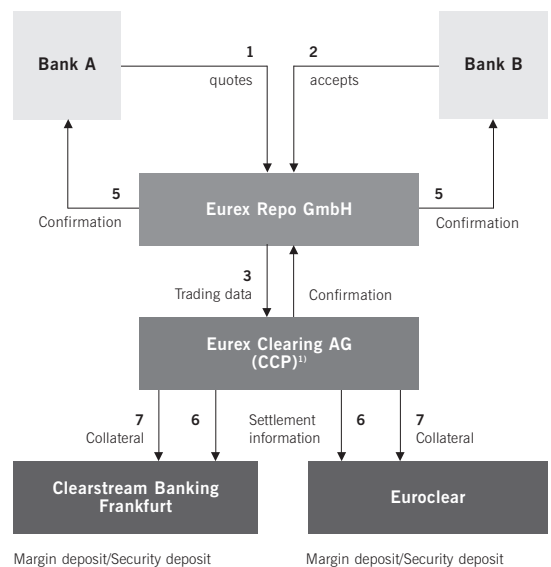 Bank A
1
quotes
2
accepts
Bank B
5
Confirmation
Eurex Repo GmbH
5
Confirmation
3
Trading data
Confirmation
Eurex Clearing AG
(CCP)¹⁾
7
Collateral
6
Settlement
information
6
7
Collateral
Clearstream Banking
Frankfurt
Euroclear
Margin deposit/Security deposit
Margin deposit/Security deposit